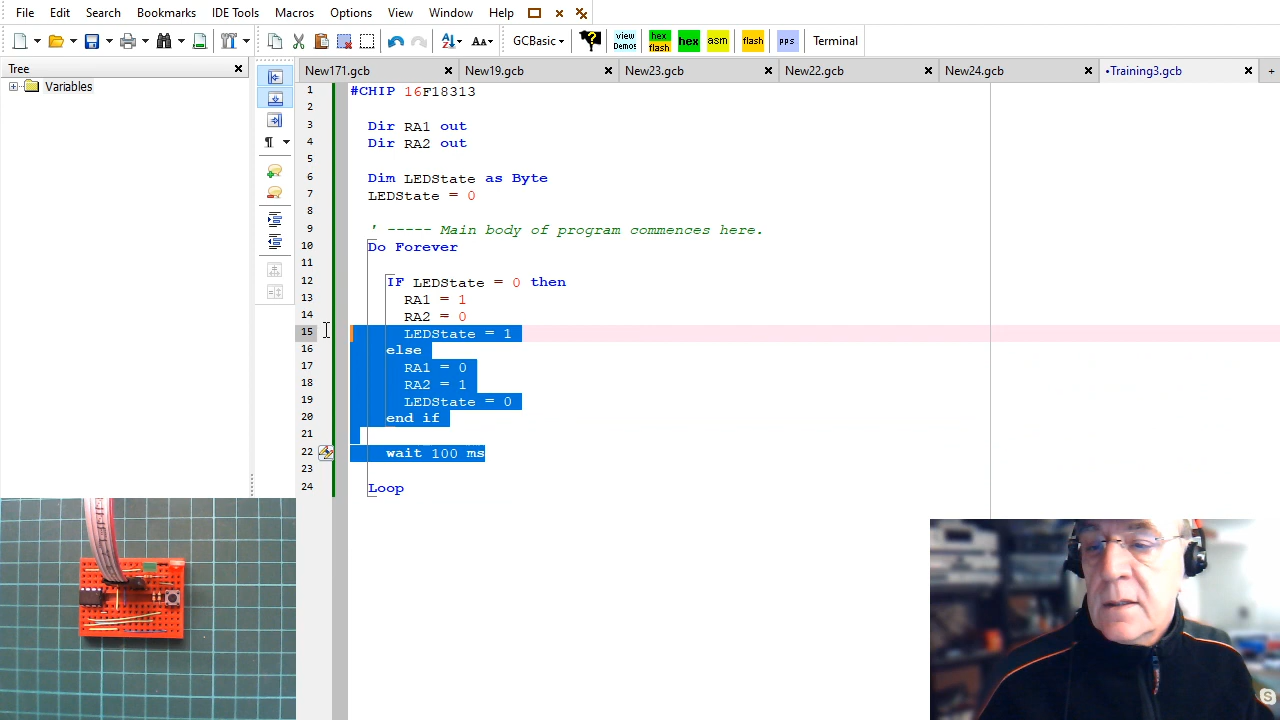 File Edit Search Bookmarks IDE Tools Macros Options View Window Help
GCBasic view Demos hex flash hex asm flash pps Terminal
Tree
New171.gcb New19.gcb New23.gcb New22.gcb New24.gcb •Training3.gcb
Variables
1 #CHIP 16F18313
2
3 Dir RA1 out
4 Dir RA2 out
5
6 Dim LEDState as Byte
7 LEDState = 0
8
9 ' ----- Main body of program commences here.
10 Do Forever
11
12 IF LEDState = 0 then
13 RA1 = 1
14 RA2 = 0
15 LEDState = 1
16 else
17 RA1 = 0
18 RA2 = 1
19 LEDState = 0
20 end if
21
22 wait 100 ms
23
24 Loop